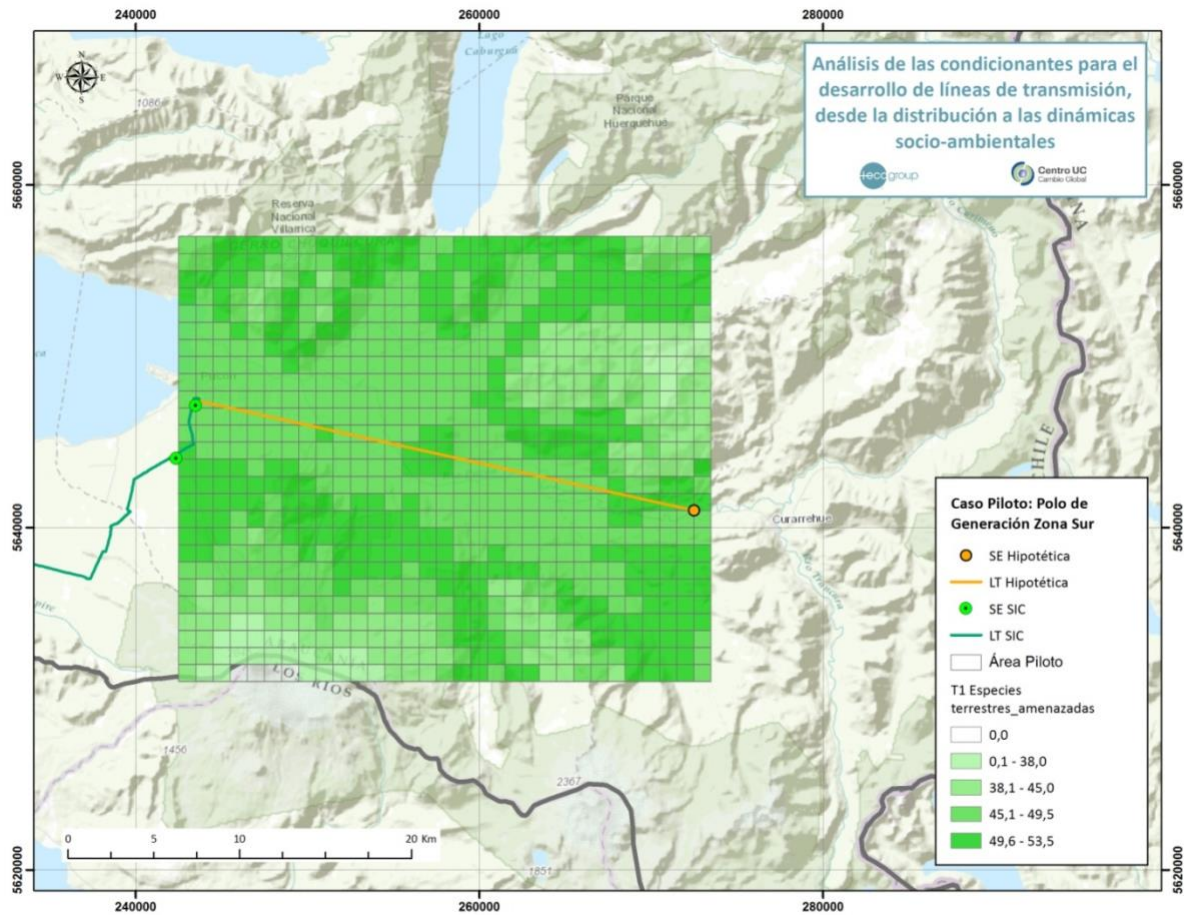 240000
260000
280000
Lago
Caburgua
N
W E
S
1086
Parque
Nacional
Huerquehue
Análisis de las condicionantes para el
desarrollo de líneas de transmisión,
desde la distribución a las dinámicas
socio-ambientales
ecogroup
Centro UC
Cambio Global
5660000
5660000
Reserva
Nacional
Villarrica
Pucón
CHILE
Caso Piloto: Polo de
Generación Zona Sur
SE Hipotética
LT Hipotética
SE SIC
LT SIC
Área Piloto
T1 Especies
terrestres_amenazadas
0,0
0,1 - 38,0
38,1 - 45,0
45,1 - 49,5
49,6 - 53,5
5640000
5640000
Curarrehue
LOS RIOS
1456
2367
1851
0 5 10 20 Km
5620000
5620000
240000
260000
280000